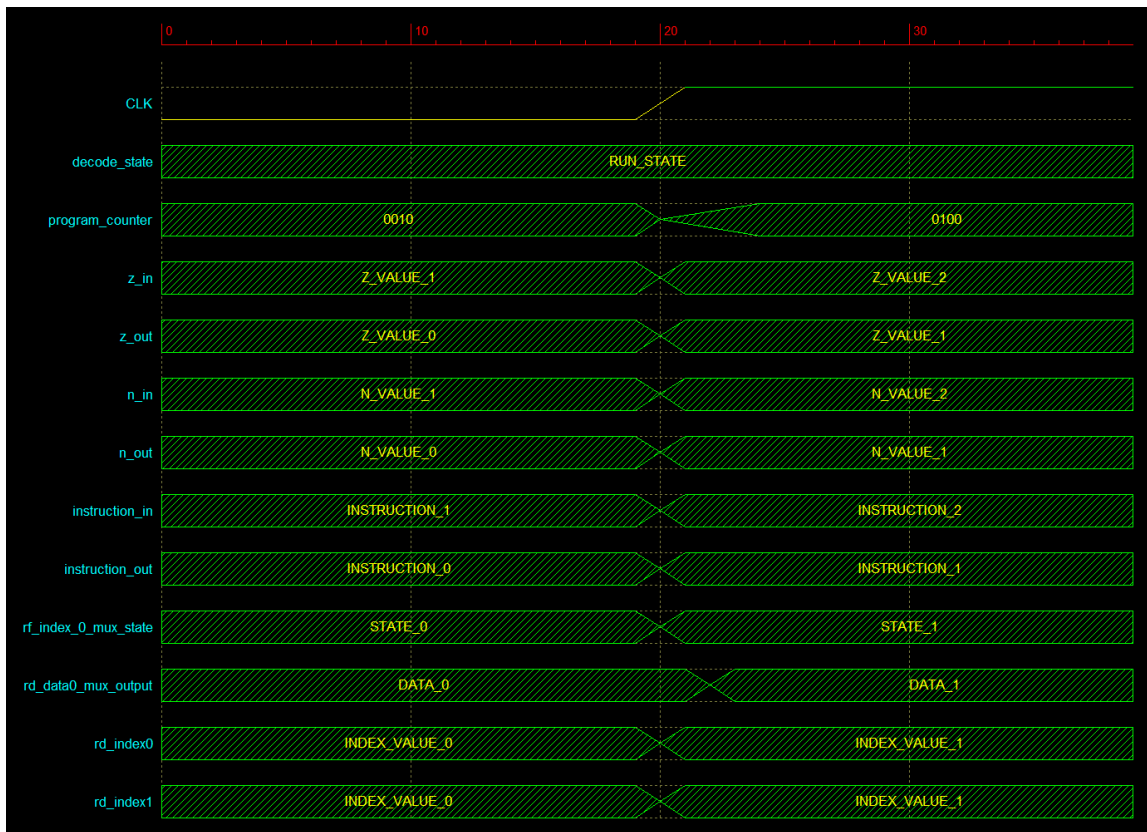 0 10 20 30
CLK
decode_state RUN_STATE
program_counter 0010 0100
z_in Z_VALUE_1 Z_VALUE_2
z_out Z_VALUE_0 Z_VALUE_1
n_in N_VALUE_1 N_VALUE_2
n_out N_VALUE_0 N_VALUE_1
instruction_in INSTRUCTION_1 INSTRUCTION_2
instruction_out INSTRUCTION_0 INSTRUCTION_1
rf_index_0_mux_state STATE_0 STATE_1
rd_data0_mux_output DATA_0 DATA_1
rd_index0 INDEX_VALUE_0 INDEX_VALUE_1
rd_index1 INDEX_VALUE_0 INDEX_VALUE_1